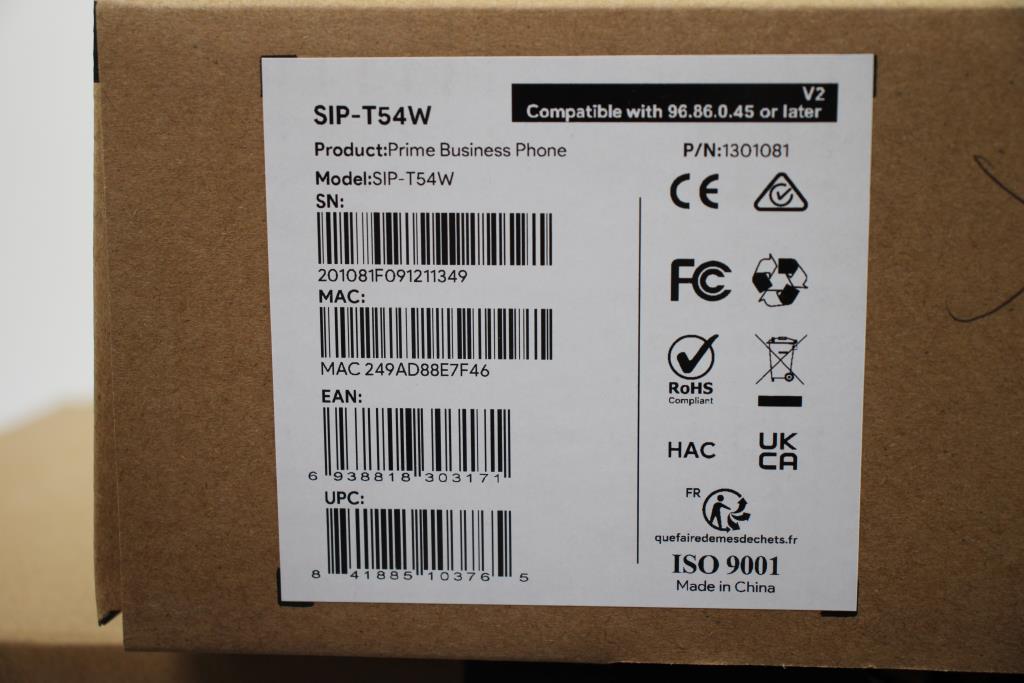 SIP-T54W
V2
Compatible with 96.86.0.45 or later
Product:Prime Business Phone
P/N:1301081
Model:SIP-T54W
SN:
201081F091211349
MAC:
MAC 249AD88E7F46
EAN:
6 938818 303171
UPC:
8 41885 10376 5
CE
FC
RoHS
Compliant
HAC
UK
CA
FR
quefairedemesdechets.fr
ISO 9001
Made in China